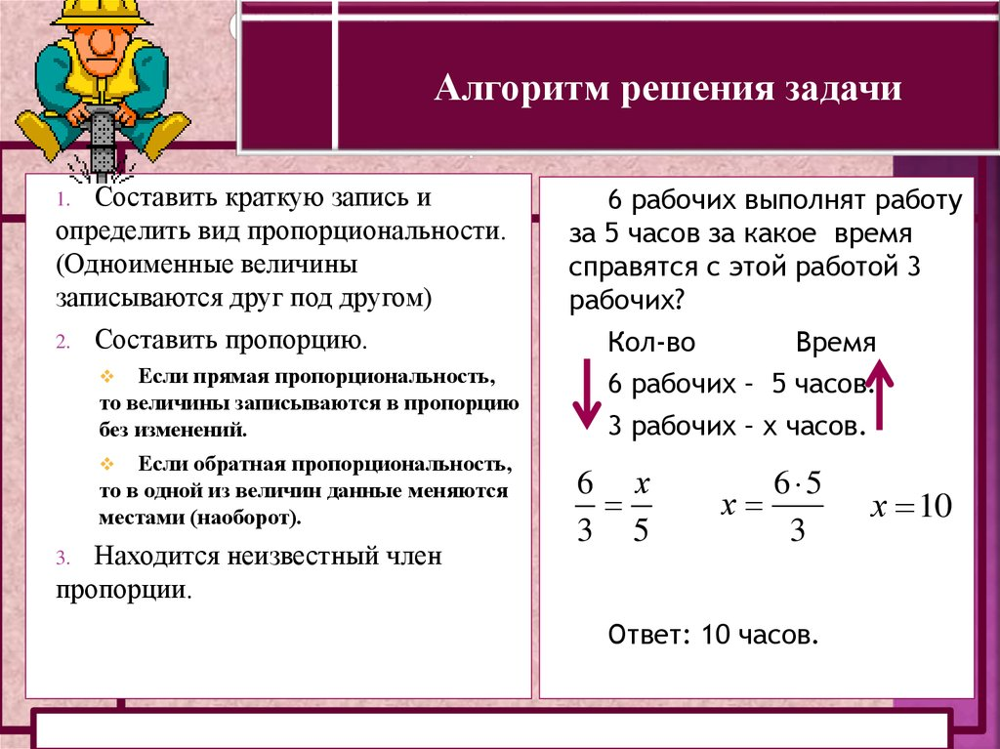 Алгоритм решения задачи
1. Составить краткую запись и
определить вид пропорциональности.
(Одноименные величины
записываются друг под другом)
2. Составить пропорцию.
❖ Если прямая пропорциональность,
то величины записываются в пропорцию
без изменений.
❖ Если обратная пропорциональность,
то в одной из величин данные меняются
местами (наоборот).
3. Находится неизвестный член
пропорции.
6 рабочих выполнят работу
за 5 часов за какое время
справятся с этой работой 3
рабочих?
Кол-во Время
6 рабочих – 5 часов.
3 рабочих – х часов.
6/3 = x/5 x = 6·5/3 x = 10
Ответ: 10 часов.